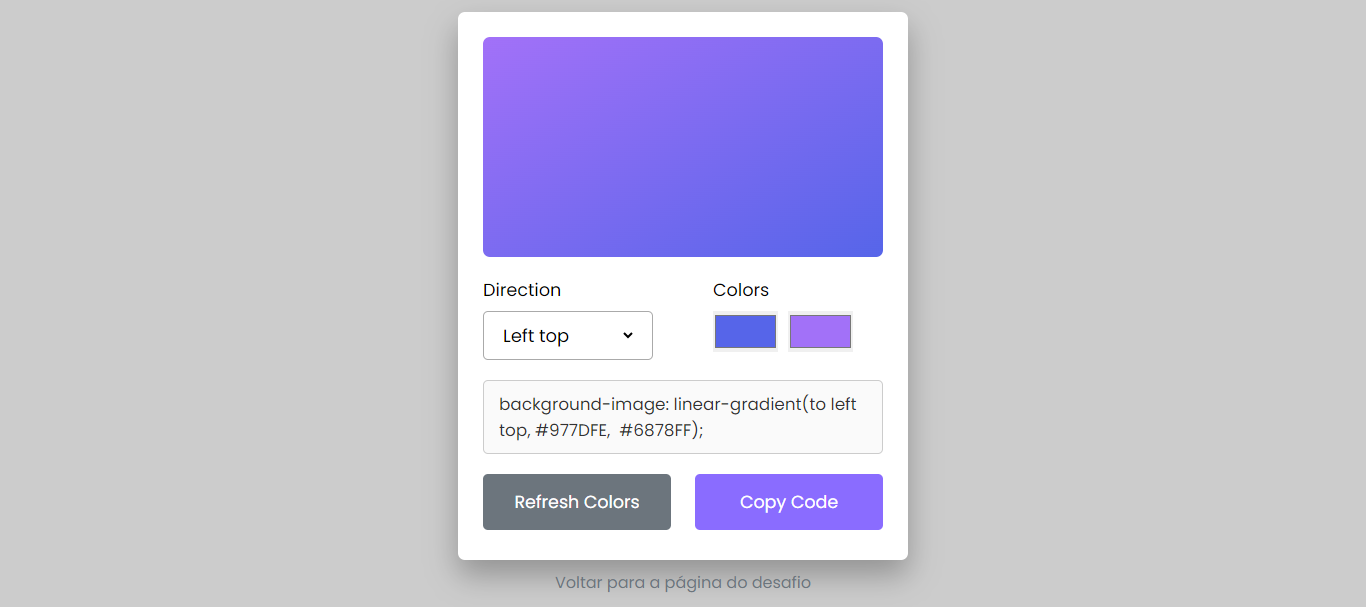 Direction
Colors
Left top
background-image: linear-gradient(to left
top, #977DFE,  #6878FF);
Refresh Colors
Copy Code
Voltar para a página do desafio